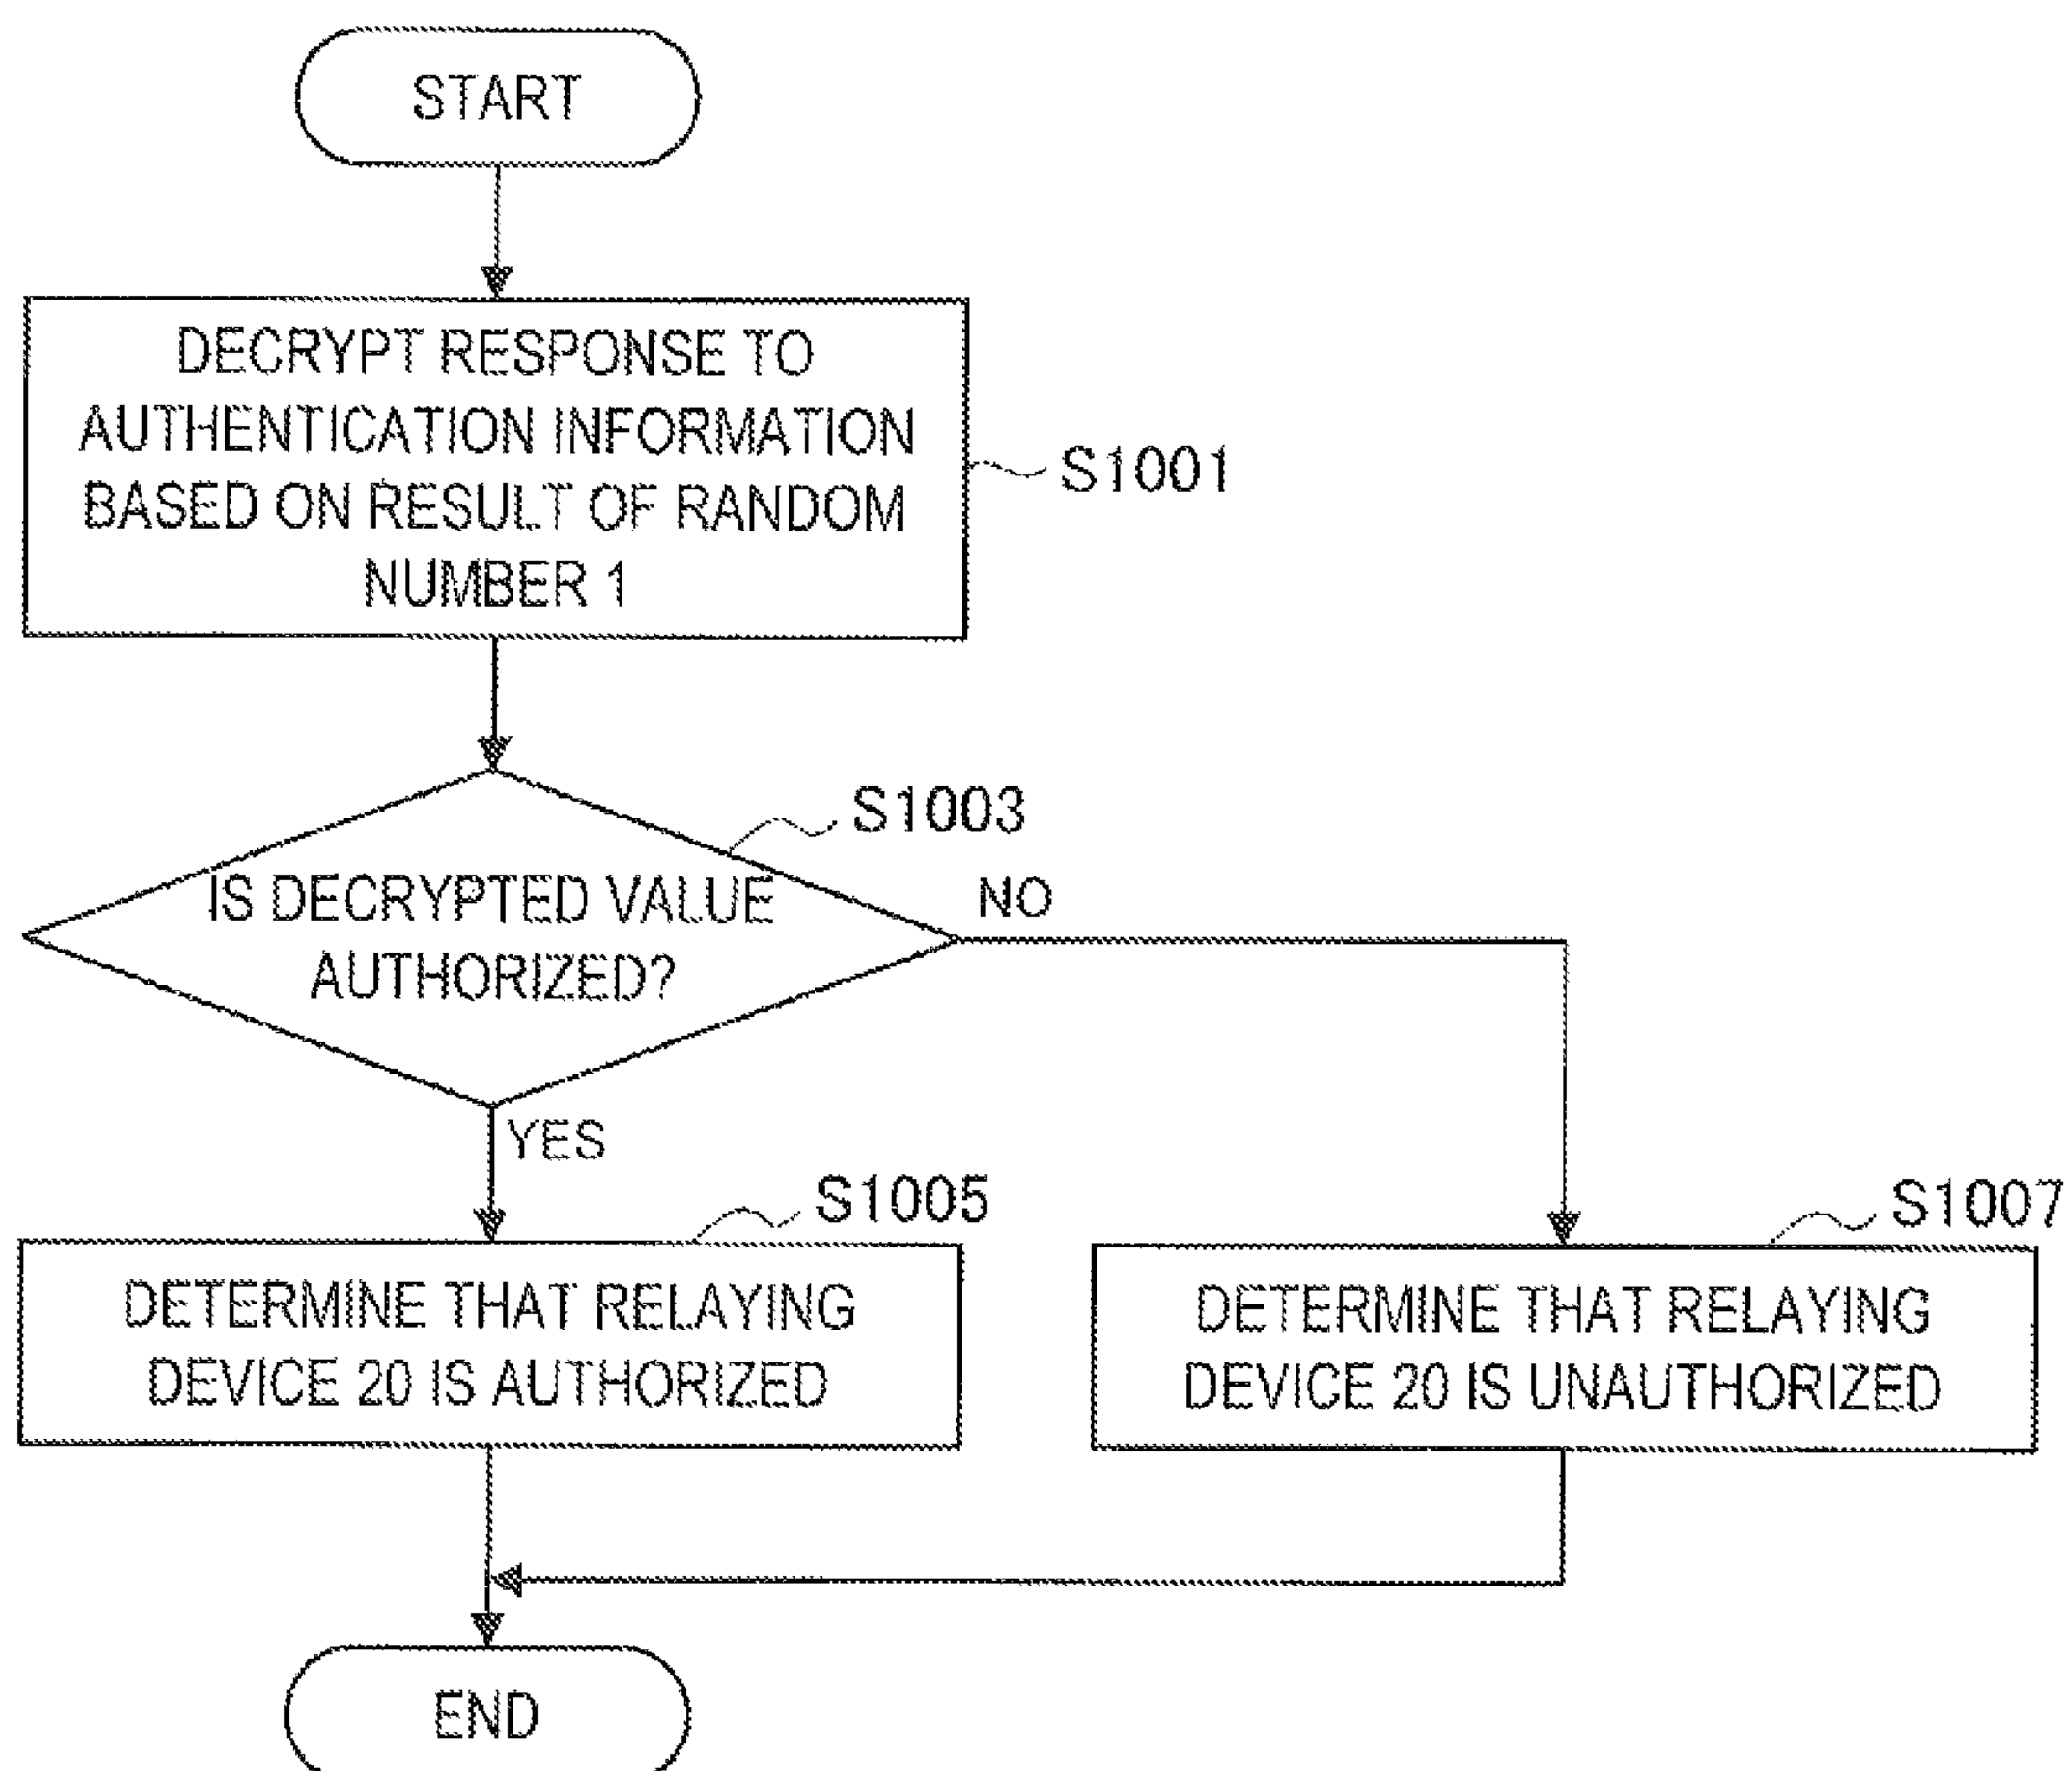 START
DECRYPT RESPONSE TO
AUTHENTICATION INFORMATION
BASED ON RESULT OF RANDOM
NUMBER 1
S1001
S1003
IS DECRYPTED VALUE
AUTHORIZED?
NO
YES
S1005
DETERMINE THAT RELAYING
DEVICE 20 IS AUTHORIZED
S1007
DETERMINE THAT RELAYING
DEVICE 20 IS UNAUTHORIZED
END